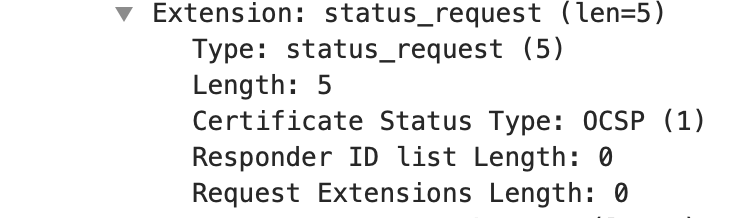 Extension: status_request (len=5)
Type: status_request (5)
Length: 5
Certificate Status Type: OCSP (1)
Responder ID list Length: 0
Request Extensions Length: 0